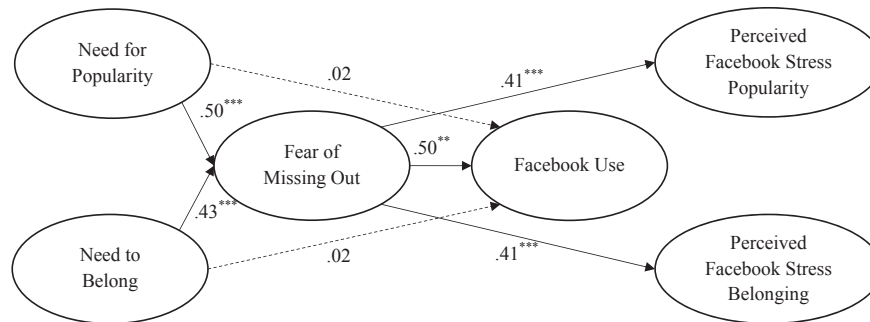 Need for
Popularity
.02
.41***
Perceived
Facebook Stress
Popularity
.50***
Fear of
Missing Out
.50**
Facebook Use
.43***
Need to
Belong
.02
.41***
Perceived
Facebook Stress
Belonging